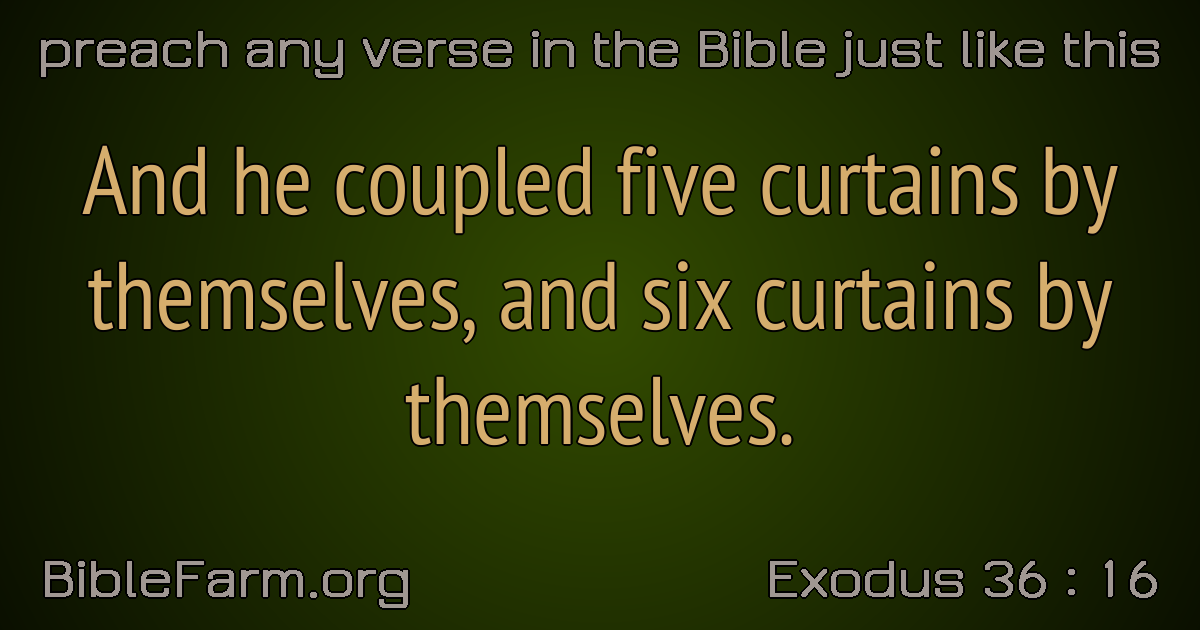 preach any verse in the Bible just like this
And he coupled five curtains by
themselves, and six curtains by
themselves.
BibleFarm.org
Exodus 36 : 16